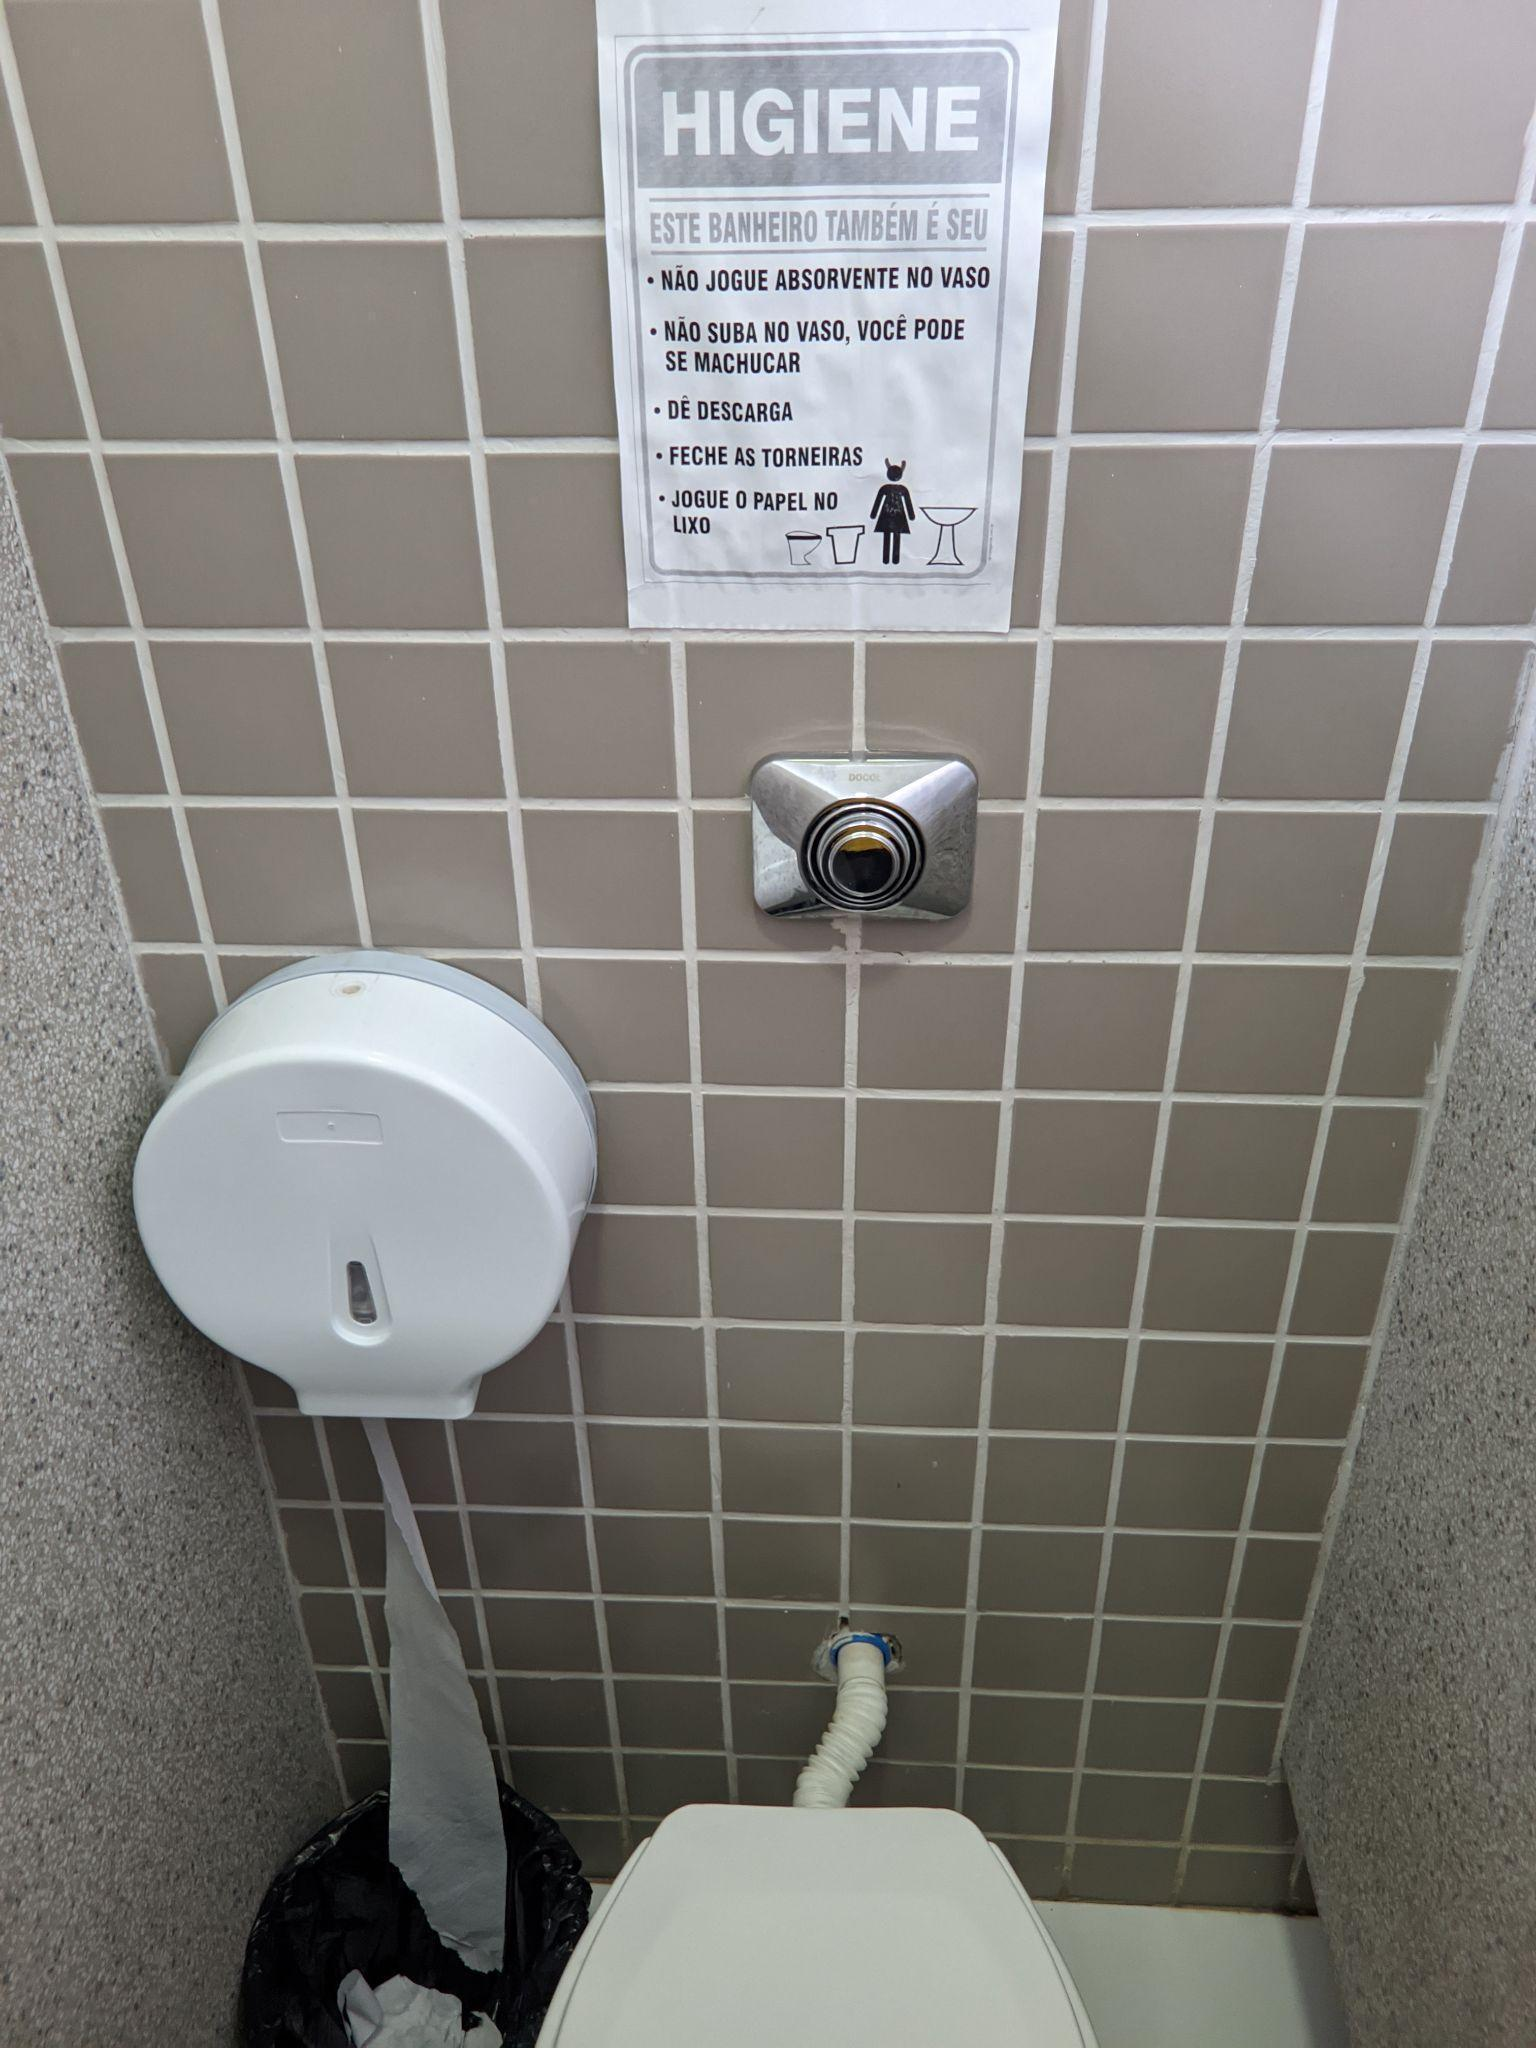 HIGIENE
ESTE BANHEIRO TAMBÉM É SEU
• NÃO JOGUE ABSORVENTE NO VASO
• NÃO SUBA NO VASO, VOCÊ PODE
SE MACHUCAR
• DÊ DESCARGA
• FECHE AS TORNEIRAS
• JOGUE O PAPEL NO
LIXO
DOCOL